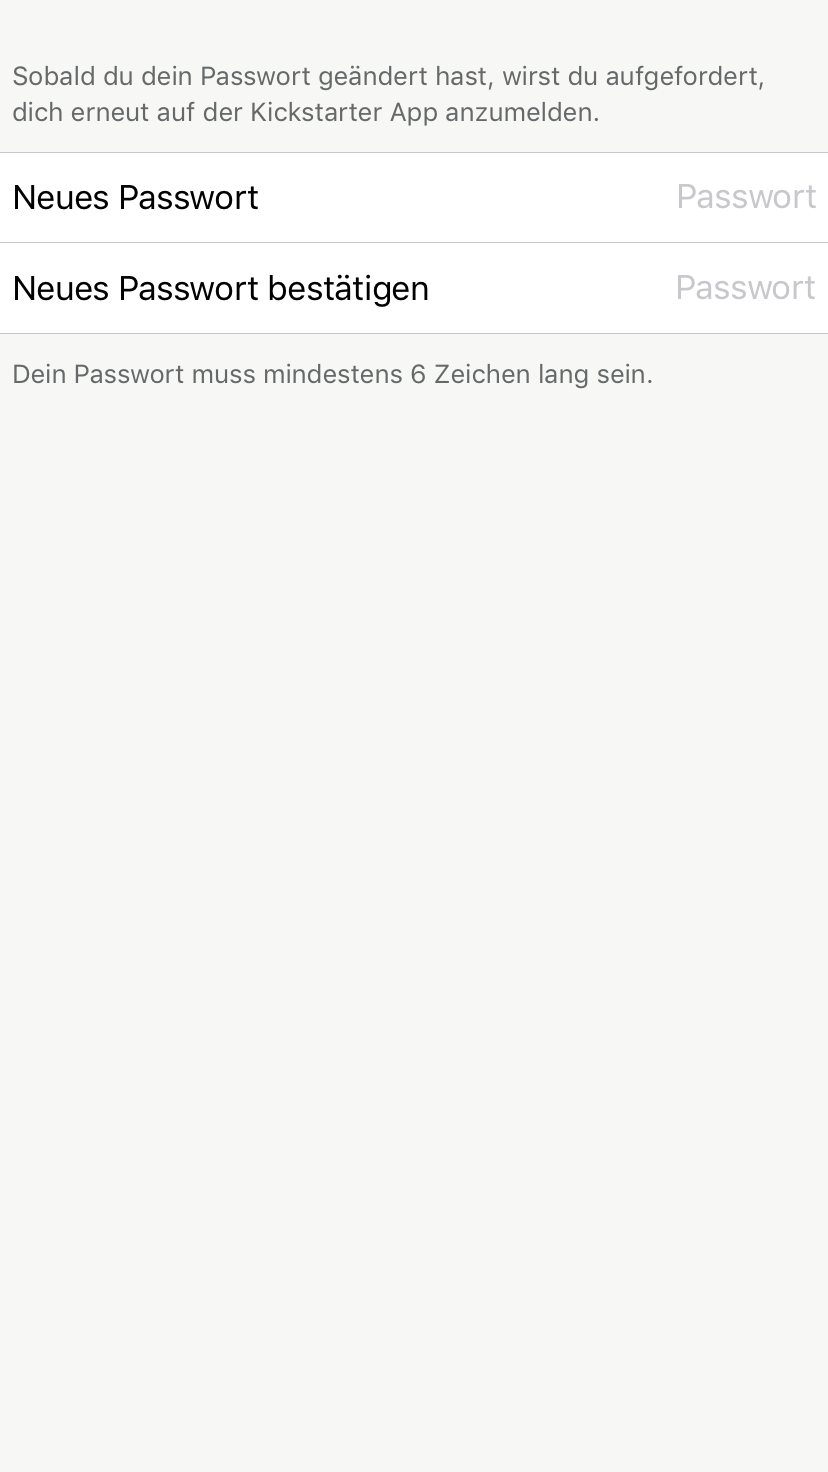 Sobald du dein Passwort geändert hast, wirst du aufgefordert,
dich erneut auf der Kickstarter App anzumelden.
Neues Passwort Passwort
Neues Passwort bestätigen Passwort
Dein Passwort muss mindestens 6 Zeichen lang sein.